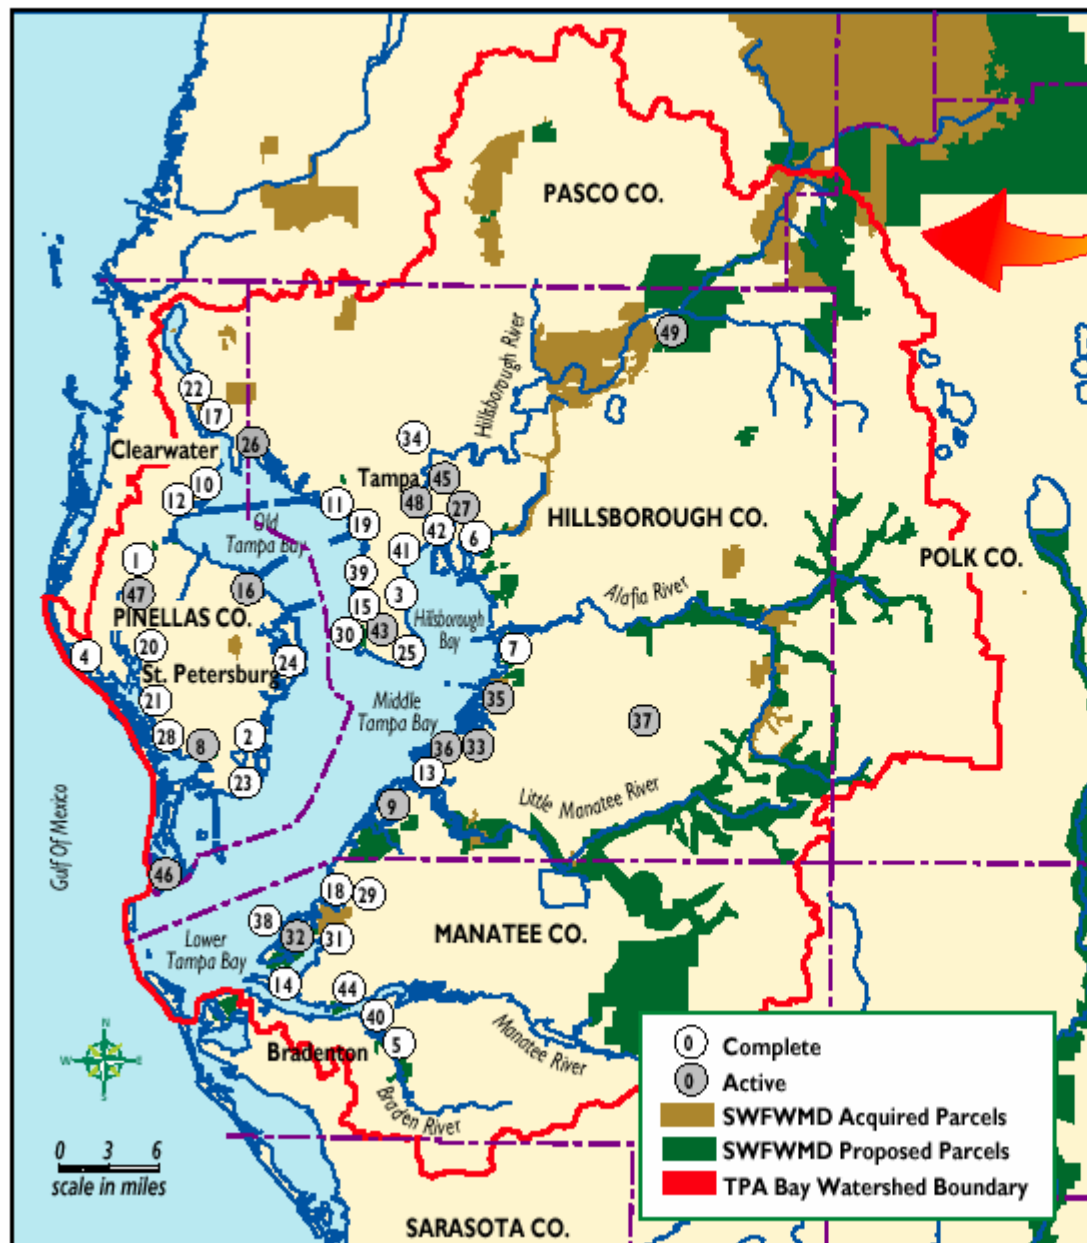 PASCO CO.
49
Hillsborough River
22
17
34
Clearwater
26
Tampa
45
10
12
11
48
27
19
42
6
HILLSBOROUGH CO.
Old
Tampa Bay
41
POLK CO.
1
39
47
16
3
15
Alafia River
PINELLAS CO.
Hillsborough
Bay
30
43
20
25
7
4
24
St. Petersburg
21
35
Middle
Tampa Bay
37
28
8
2
36
33
13
23
9
Little Manatee River
Gulf Of Mexico
46
18
29
38
32
31
MANATEE CO.
Lower
Tampa Bay
14
44
40
5
Manatee River
Bradenton
Braden River
N
W
E
S
0 3 6
scale in miles
SARASOTA CO.
0 Complete
0 Active
SWFWMD Acquired Parcels
SWFWMD Proposed Parcels
TPA Bay Watershed Boundary